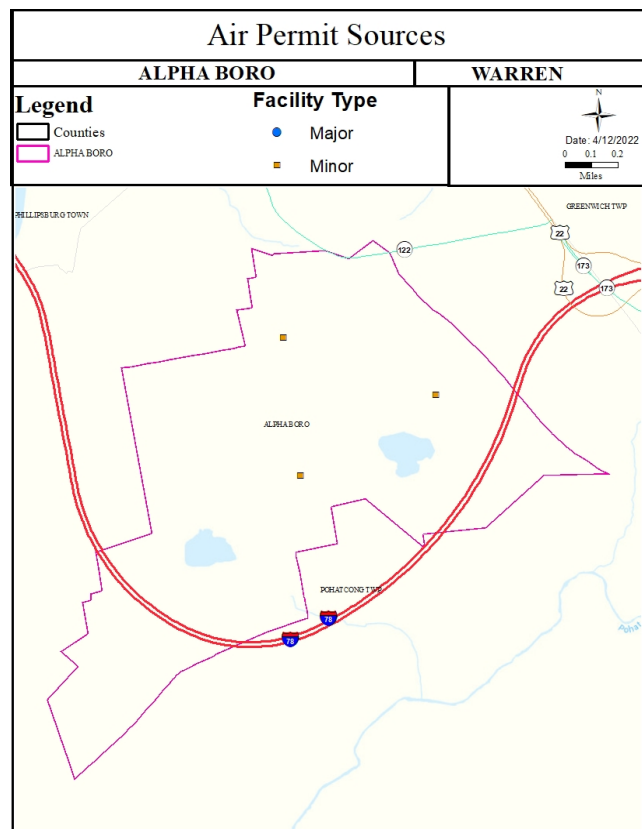 Air Permit Sources
ALPHA BORO
WARREN
Legend
Counties
ALPHA BORO
Facility Type
Major
Minor
N
Date: 4/12/2022
0 0.1 0.2
Miles
PHILLIPSBURG TOWN
GREENWICH TWP
22
122
173
22
173
ALPHA BORO
POHATCONG TWP
78
78